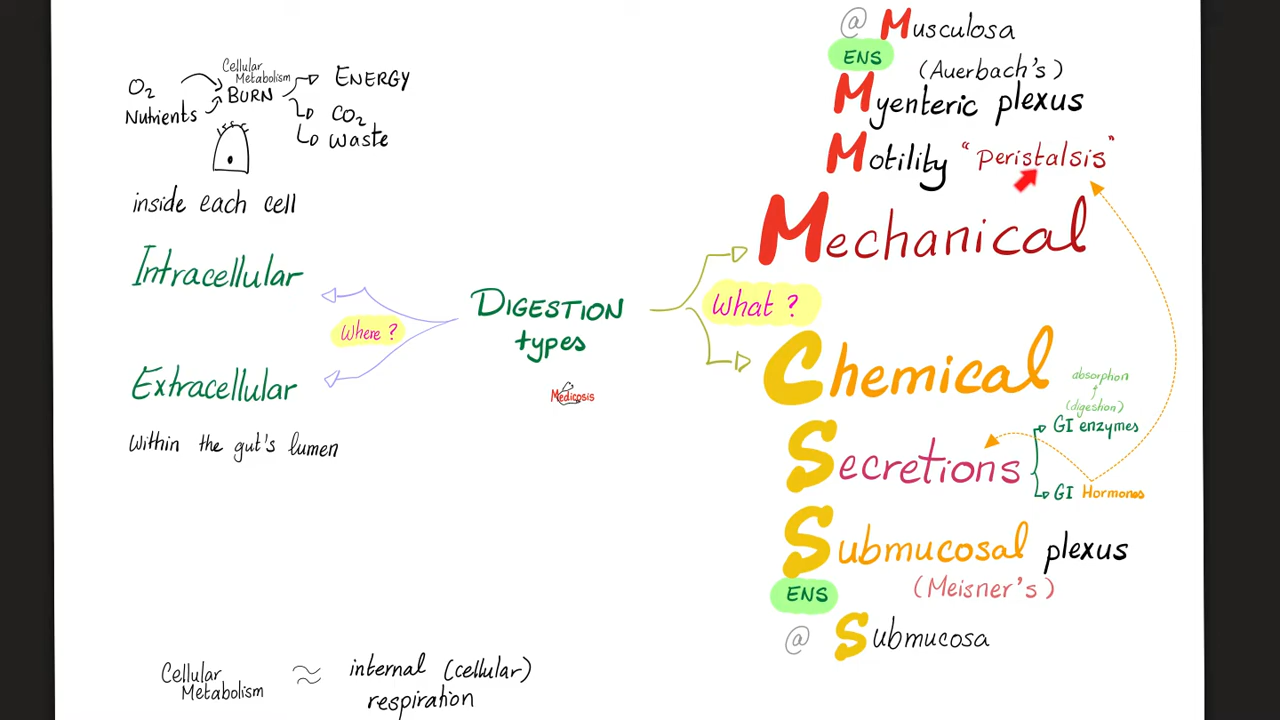 O2
Nutrients
Cellular
Metabolism
BURN
ENERGY
CO2
waste
inside each cell
Intracellular
Where ?
Extracellular
within the gut's lumen
DIGESTION
types
Medicosis
What ?
@ Musculosa
ENS
(Auerbach's)
Myenteric plexus
Motility "Peristalsis"
Mechanical
Chemical
absorption
(digestion)
GI enzymes
Secretions
GI Hormones
Submucosal plexus
ENS
(Meisner's)
@ Submucosa
Cellular
Metabolism
≈
internal (cellular)
respiration